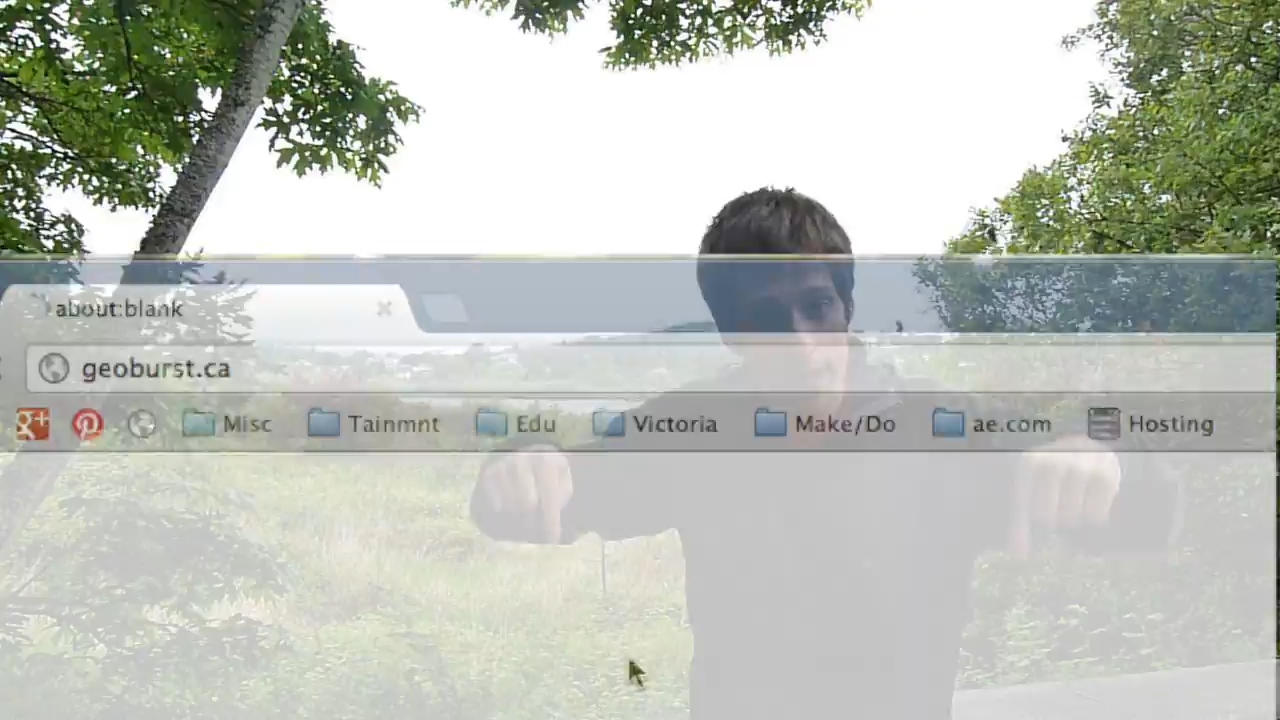 about:blank
geoburst.ca
g+ Misc Tainmnt Edu Victoria Make/Do ae.com Hosting